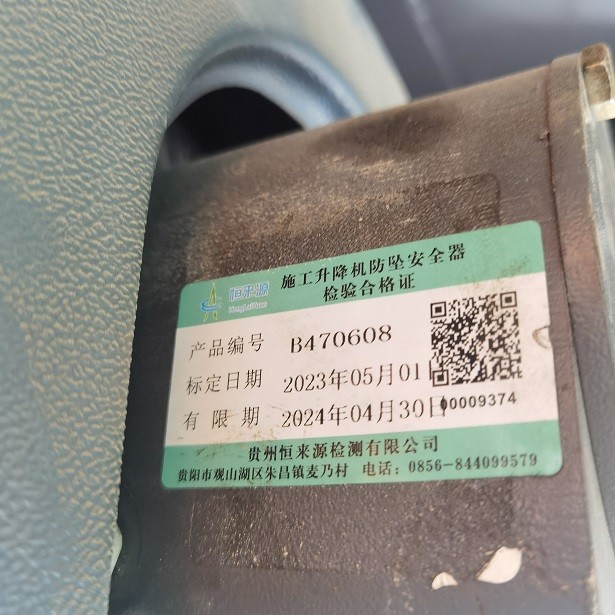 恒来源
HengLaiYuan
施工升降机防坠安全器
检验合格证
产品编号 B470608
标定日期 2023年05月01
有限期 2024年04月30日
00009374
贵州恒来源检测有限公司
贵阳市观山湖区朱昌镇麦乃村 电话：0856-844099579